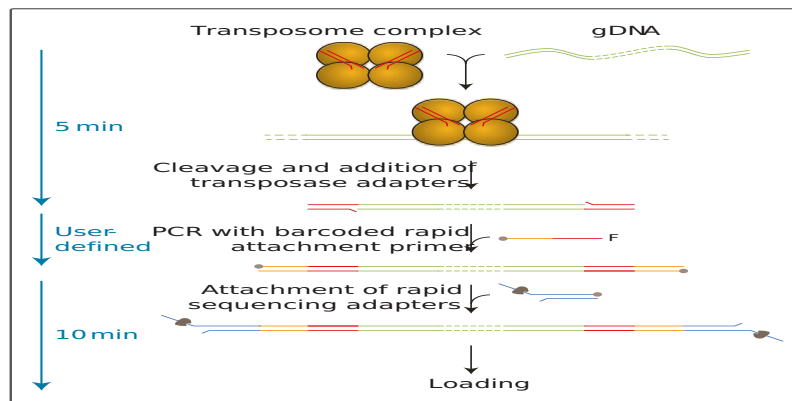 Transposome complex
gDNA
5 min
Cleavage and addition of
transposase adapters
User-
defined
PCR with barcoded rapid
attachment primer
F
Attachment of rapid
sequencing adapters
10 min
Loading